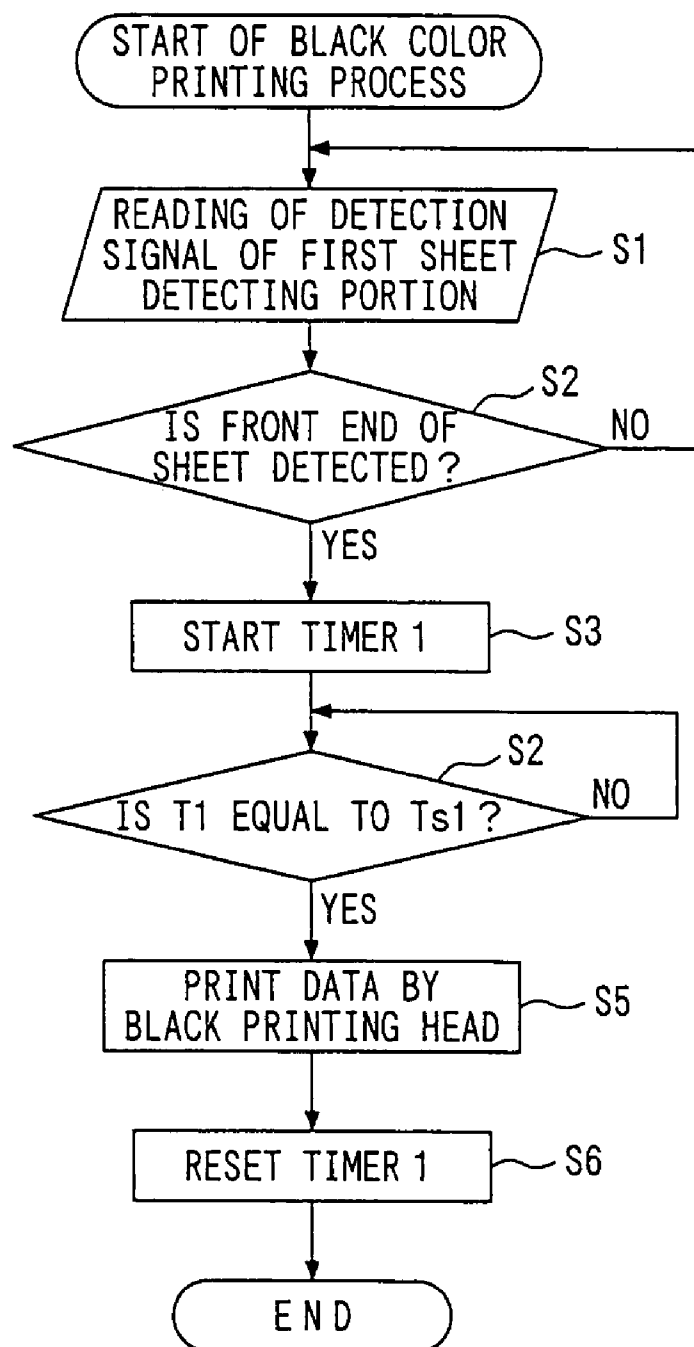 START OF BLACK COLOR
PRINTING PROCESS
READING OF DETECTION
SIGNAL OF FIRST SHEET
DETECTING PORTION
S1
S2
IS FRONT END OF
SHEET DETECTED?
NO
YES
START TIMER 1
S3
S2
IS T1 EQUAL TO Ts1?
NO
YES
PRINT DATA BY
BLACK PRINTING HEAD
S5
RESET TIMER 1
S6
END